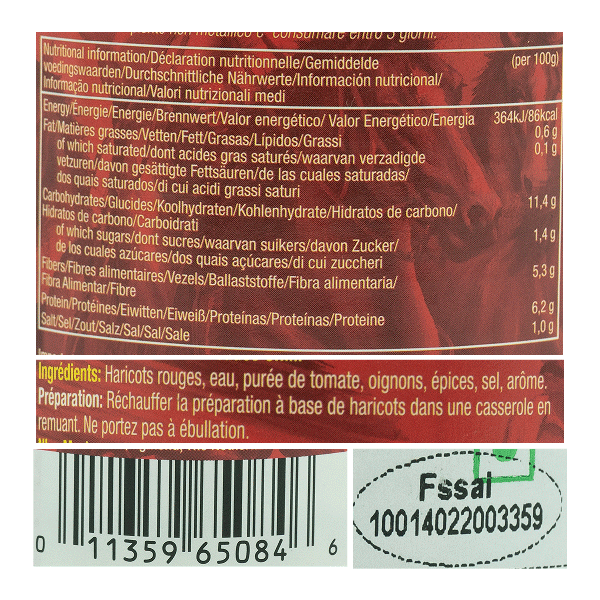 pronto non metallico e consumare entro 3 giorni.
Nutritional information/Déclaration nutritionnelle/Gemiddelde (per 100g)
voedingswaarden/Durchschnittliche Nährwerte/Información nutricional/
Informação nutricional/Valori nutrizionali medi
Energy/Énergie/Energie/Brennwert/Valor energético/ Valor Energético/Energia 364kJ/86kcal
Fat/Matières grasses/Vetten/Fett/Grasas/Lípidos/Grassi 0,6 g
of which saturated/dont acides gras saturés/waarvan verzadigde 0,1 g
vetzuren/davon gesättigte Fettsäuren/de las cuales saturadas/
dos quais saturados/di cui acidi grassi saturi
Carbohydrates/Glucides/Koolhydraten/Kohlenhydrate/Hidratos de carbono/ 11,4 g
Hidratos de carbono/Carboidrati
of which sugars/dont sucres/waarvan suikers/davon Zucker/ 1,4 g
de los cuales azúcares/dos quais açúcares/di cui zuccheri
Fibers/Fibres alimentaires/Vezels/Ballaststoffe/Fibra alimentaria/ 5,3 g
Fibra Alimentar/Fibre
Protein/Protèines/Eiwitten/Eiweiß/Proteínas/Proteínas/Proteine 6,2 g
Salt/Sel/Zout/Salz/Sal/Sal/Sale 1,0 g
Ingrédients: Haricots rouges, eau, purée de tomate, oignons, épices, sel, arôme.
Préparation: Réchauffer la préparation à base de haricots dans une casserole en
remuant. Ne portez pas à ébullation.
0 11359 65084 6
Fssai
10014022003359